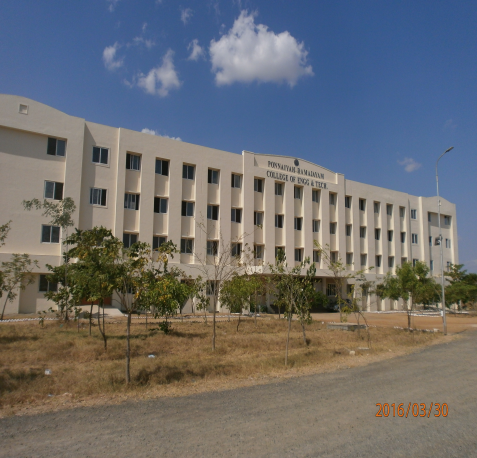 PONNAIYAH RAMAJAYAM
COLLEGE OF ENGG & TECH.
2016/03/30